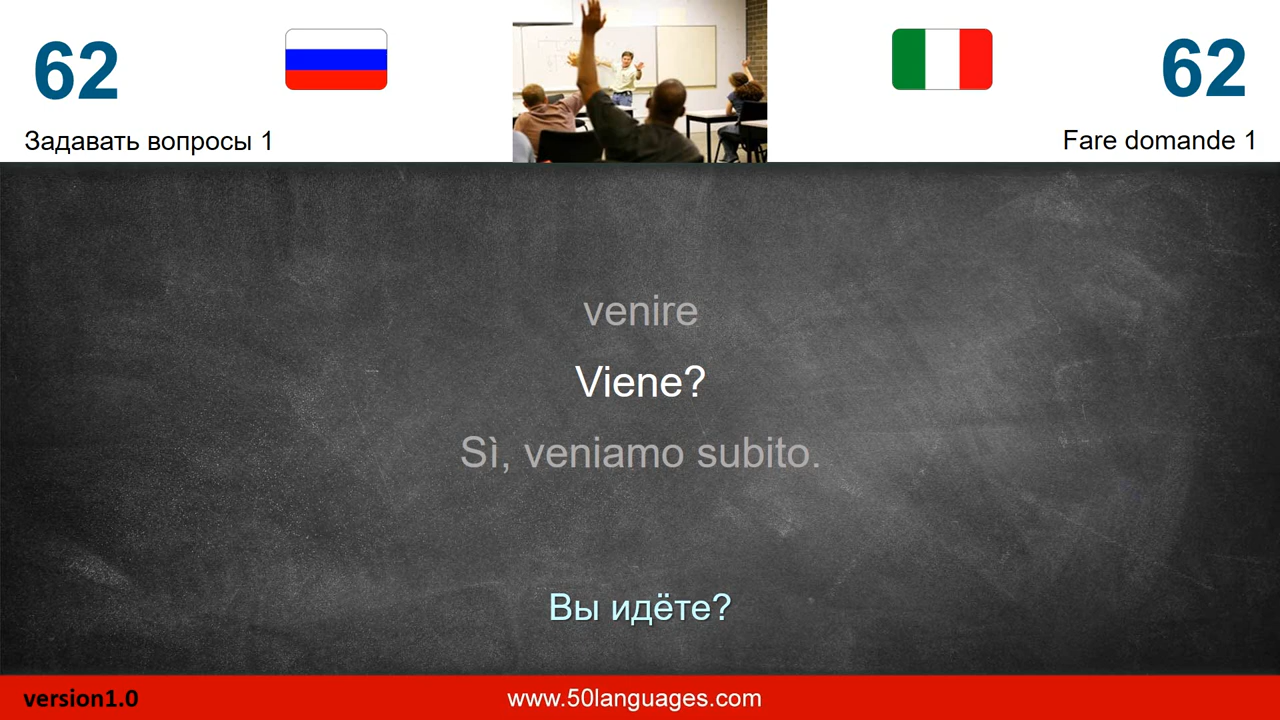 62
62
Задавать вопросы 1
Fare domande 1
venire
Viene?
Sì, veniamo subito.
Вы идёте?
version1.0
www.50languages.com